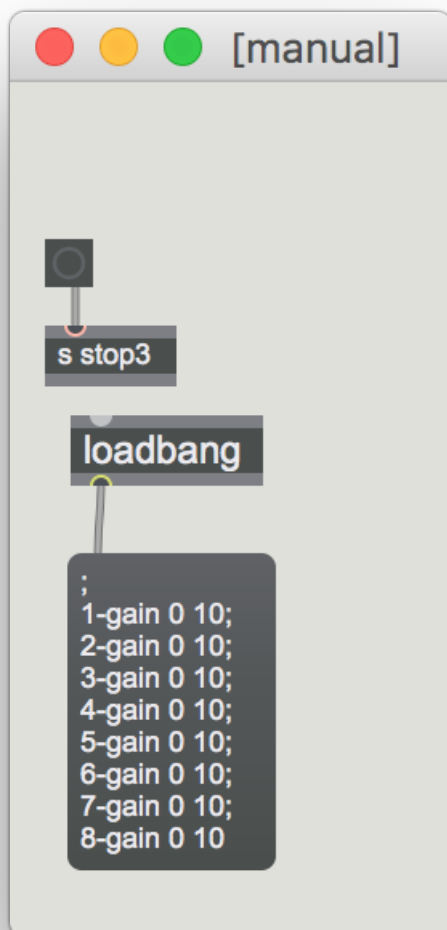 [manual]
s stop3
loadbang
;
1-gain 0 10;
2-gain 0 10;
3-gain 0 10;
4-gain 0 10;
5-gain 0 10;
6-gain 0 10;
7-gain 0 10;
8-gain 0 10